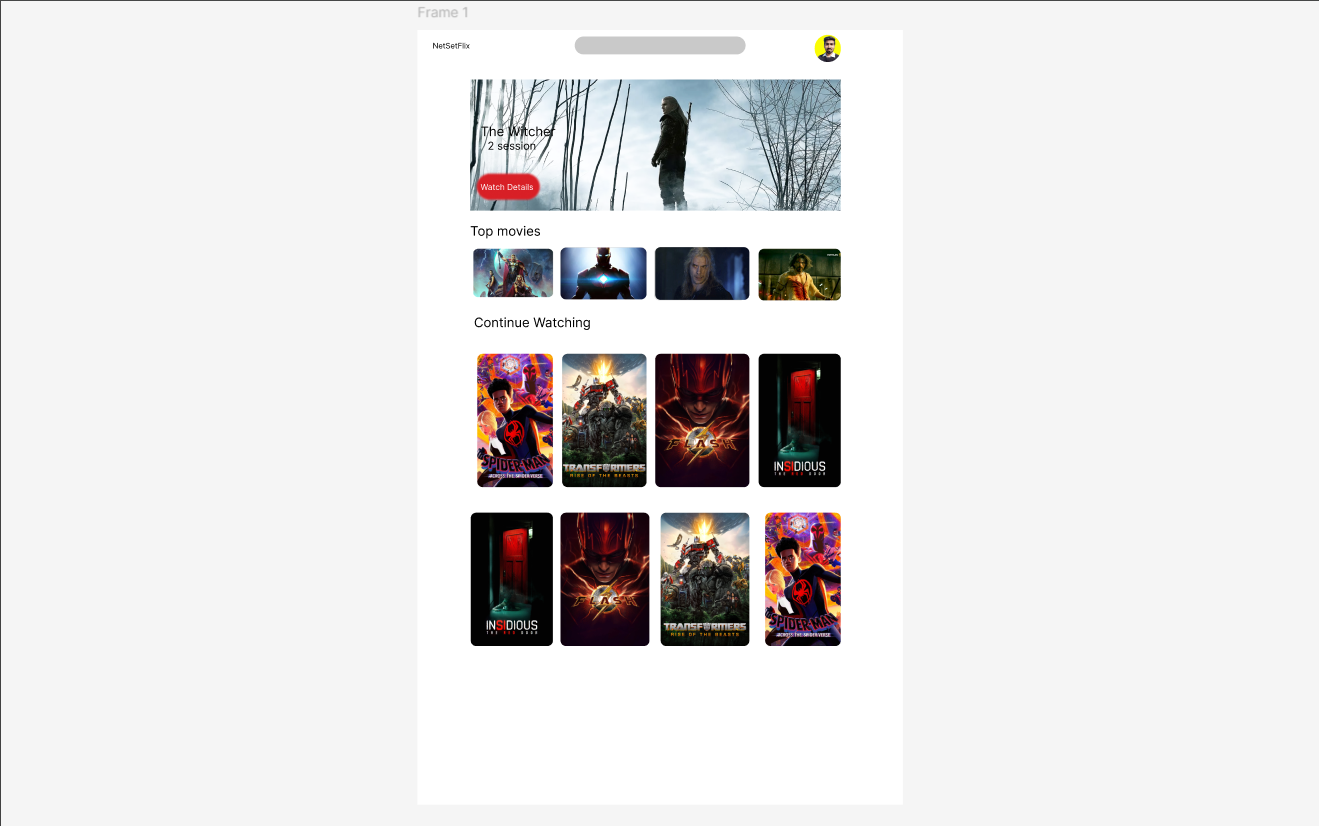 Frame 1
NetSetFlix
The Witcher
2 session
Watch Details
Top movies
Continue Watching
SPIDER-MAN
ACROSS THE SPIDER-VERSE
TRANSFORMERS
RISE OF THE BEASTS
FLASH
INSIDIOUS
THE RED DOOR
INSIDIOUS
THE RED DOOR
FLASH
TRANSFORMERS
RISE OF THE BEASTS
SPIDER-MAN
ACROSS THE SPIDER-VERSE